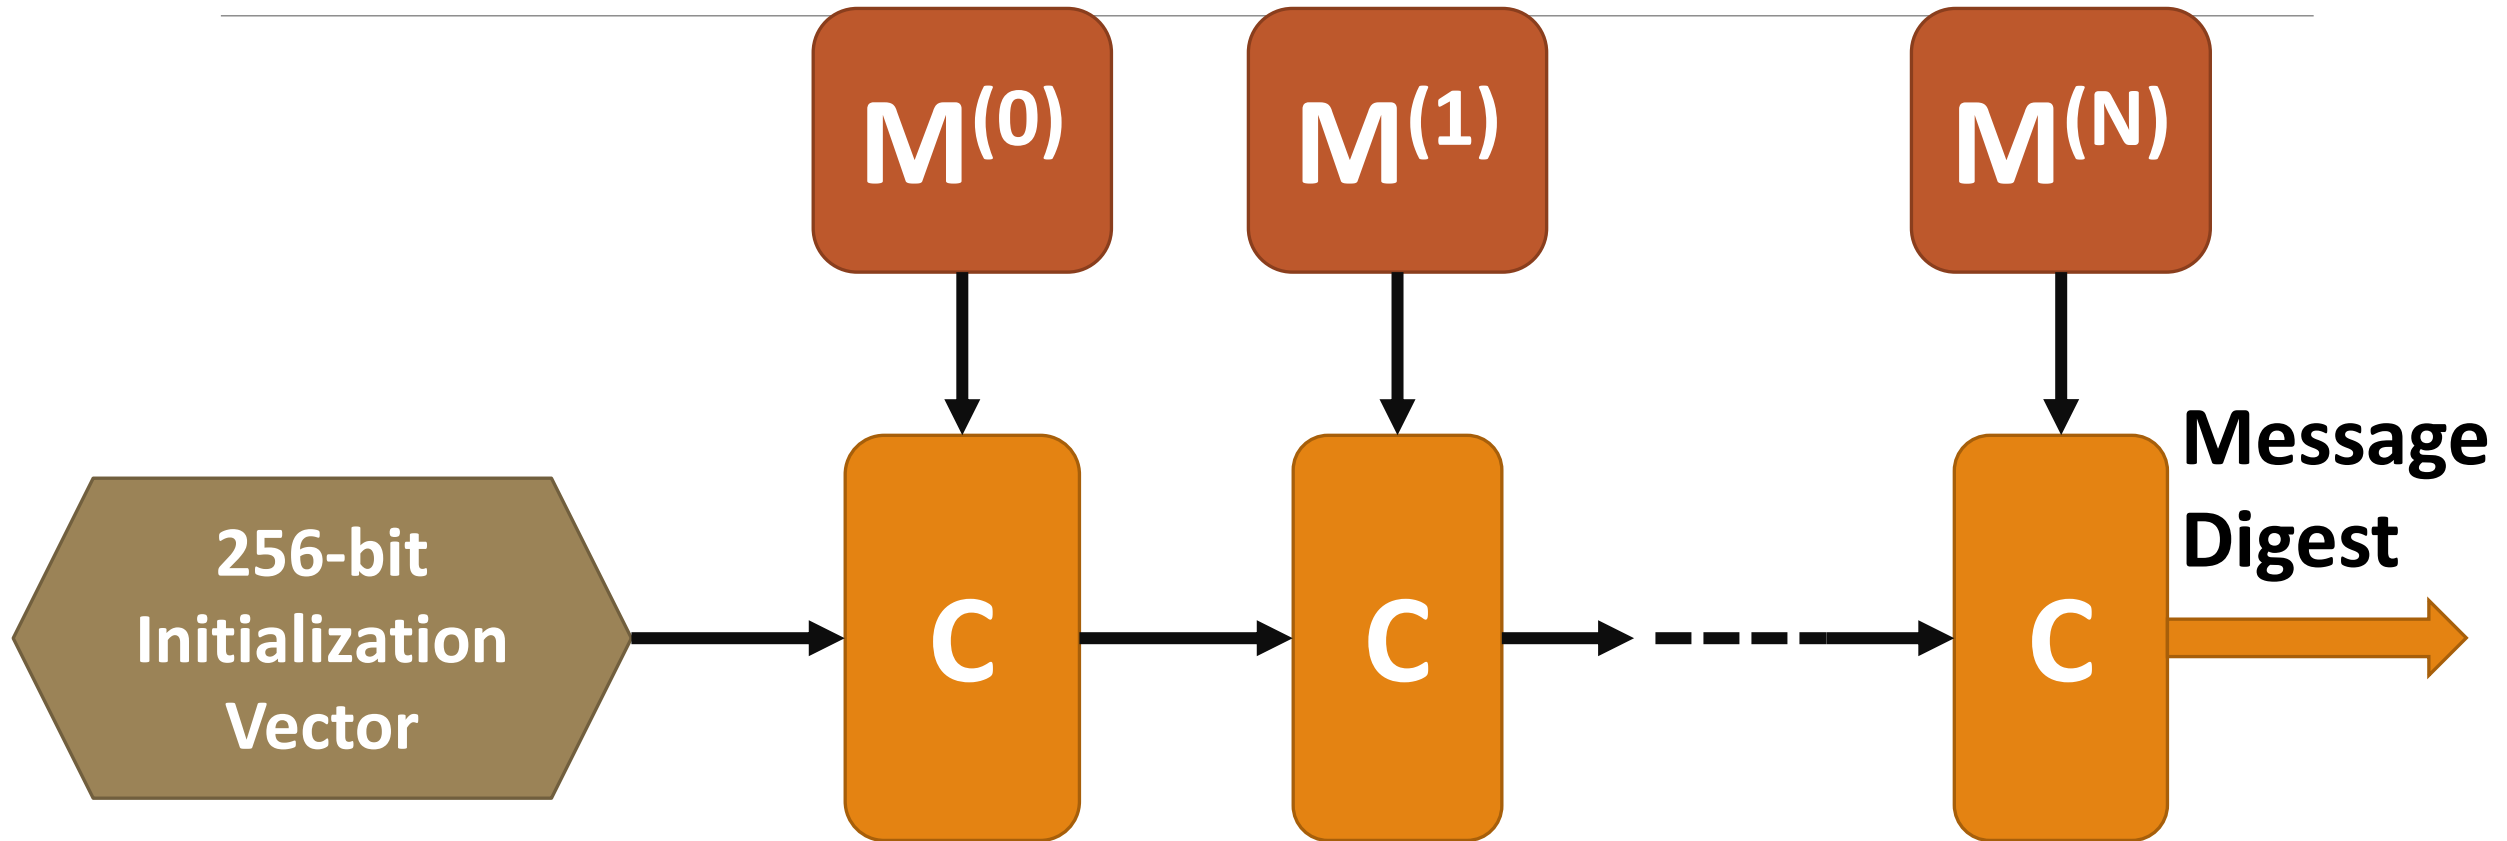 M(0)
M(1)
M(N)
256-bit
Initialization
Vector
C
C
C
Message
Digest